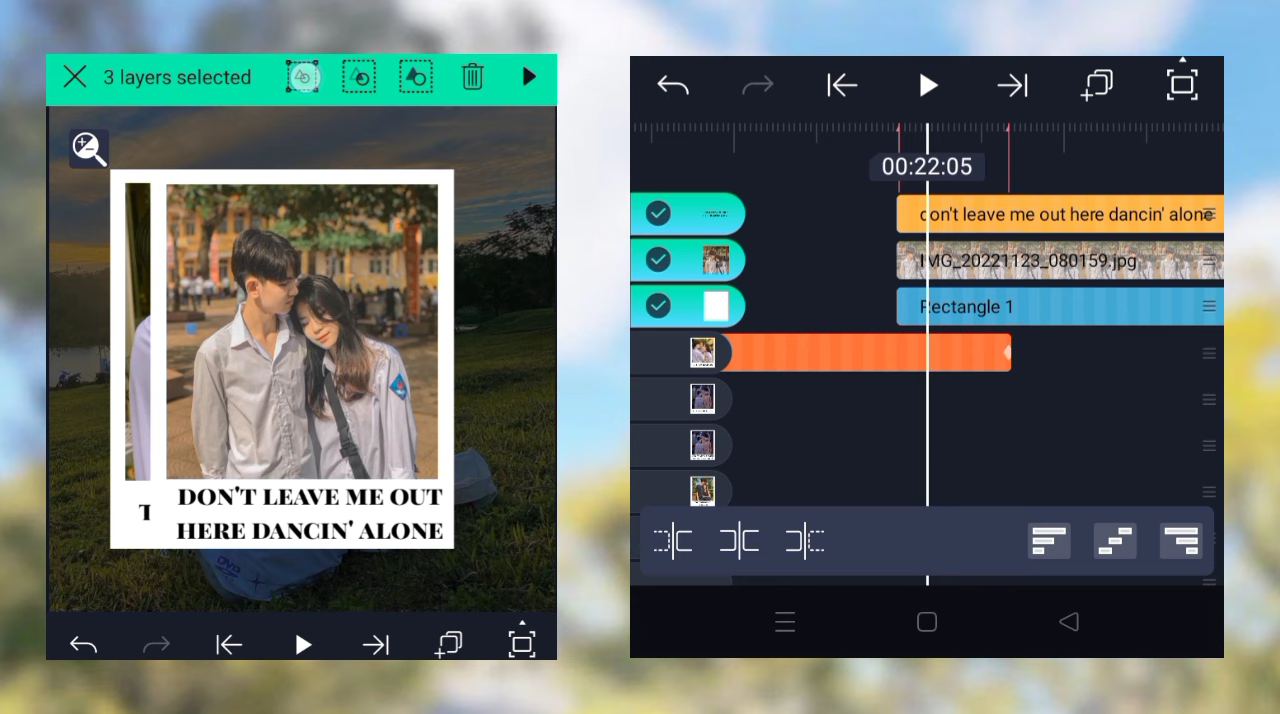 3 layers selected
T
DON'T LEAVE ME OUT
HERE DANCIN' ALONE
00:22:05
don't leave me out here dancin' alone
IMG_20221123_080159.jpg
Rectangle 1